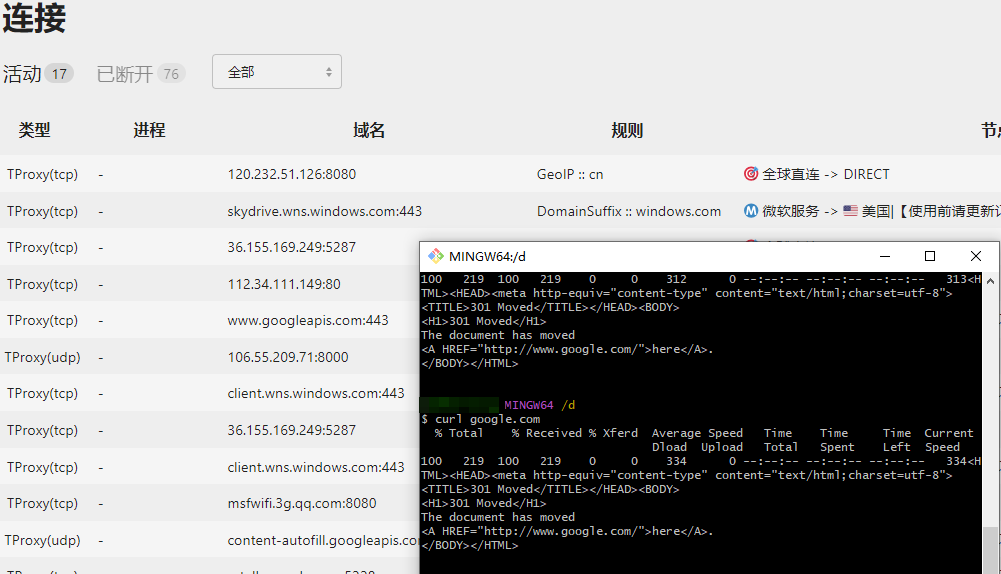 连接
活动 17 已断开 76 全部
类型 进程 域名 规则
TProxy(tcp) - 120.232.51.126:8080 GeoIP :: cn 🎯 全球直连 -> DIRECT
TProxy(tcp) - skydrive.wns.windows.com:443 DomainSuffix :: windows.com Ⓜ️ 微软服务 -> 🇺🇸 美国|【使用前请更新
TProxy(tcp) - 36.155.169.249:5287
TProxy(tcp) - 112.34.111.149:80
TProxy(tcp) - www.googleapis.com:443
TProxy(udp) - 106.55.209.71:8000
TProxy(tcp) - client.wns.windows.com:443
TProxy(tcp) - 36.155.169.249:5287
TProxy(tcp) - client.wns.windows.com:443
TProxy(tcp) - msfwifi.3g.qq.com:8080
TProxy(udp) - content-autofill.googleapis.co
MINGW64:/d
100 219 100 219 0 0 312 0 --:--:-- --:--:-- --:--:-- 313<H
TML><HEAD><meta http-equiv="content-type" content="text/html;charset=utf-8">
<TITLE>301 Moved</TITLE></HEAD><BODY>
<H1>301 Moved</H1>
The document has moved
<A HREF="http://www.google.com/">here</A>.
</BODY></HTML>
MINGW64 /d
$ curl google.com
% Total % Received % Xferd Average Speed Time Time Time Current
Dload Upload Total Spent Left Speed
100 219 100 219 0 0 334 0 --:--:-- --:--:-- --:--:-- 334<H
TML><HEAD><meta http-equiv="content-type" content="text/html;charset=utf-8">
<TITLE>301 Moved</TITLE></HEAD><BODY>
<H1>301 Moved</H1>
The document has moved
<A HREF="http://www.google.com/">here</A>.
</BODY></HTML>